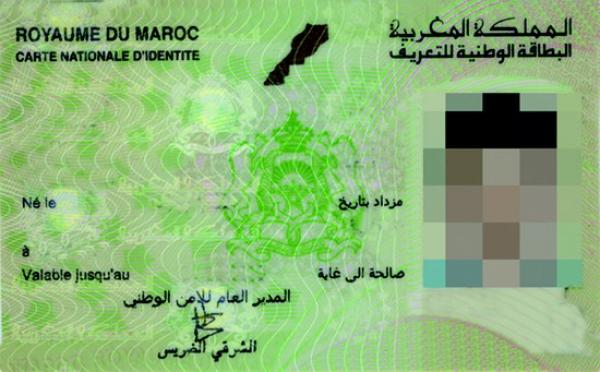 ROYAUME DU MAROC
المملكة المغربية
CARTE NATIONALE D'IDENTITE
البطاقة الوطنية للتعريف
Né le
مزداد بتاريخ
à
Valable jusqu'au
صالحة الى غاية
المدير العام للامن الوطني
الشرقي الضريس